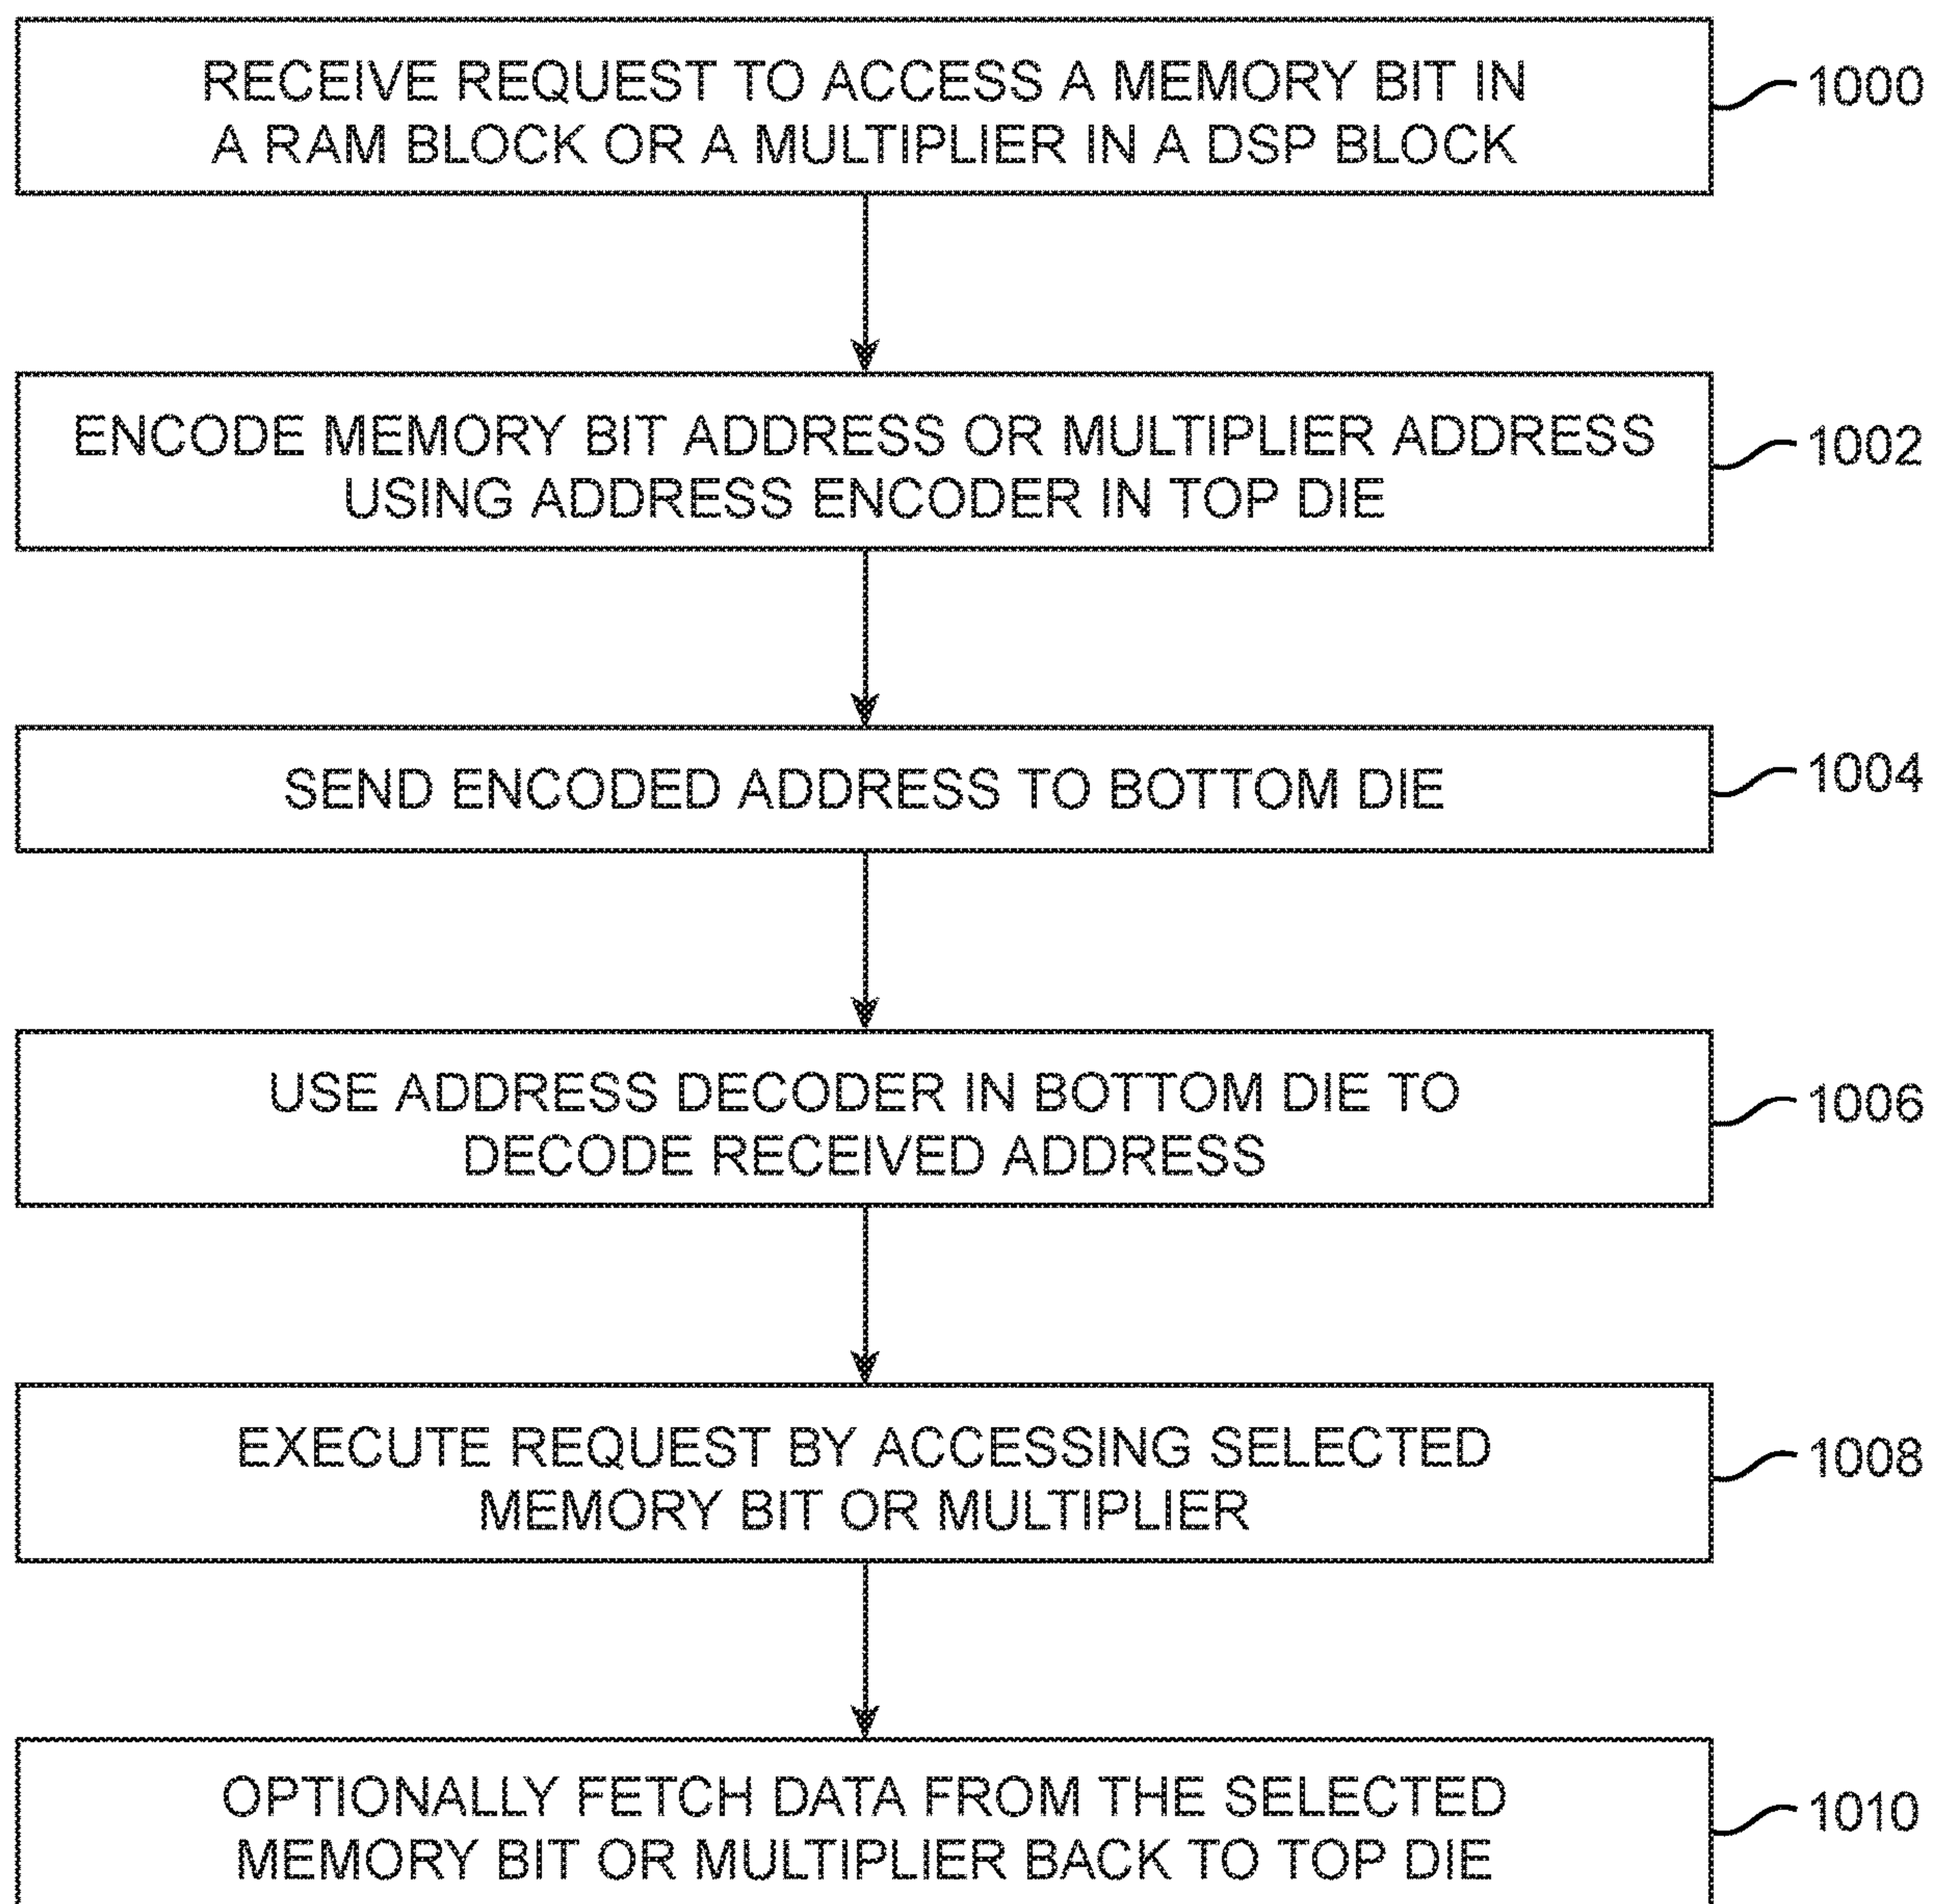 RECEIVE REQUEST TO ACCESS A MEMORY BIT IN
A RAM BLOCK OR A MULTIPLIER IN A DSP BLOCK
1000
ENCODE MEMORY BIT ADDRESS OR MULTIPLIER ADDRESS
USING ADDRESS ENCODER IN TOP DIE
1002
SEND ENCODED ADDRESS TO BOTTOM DIE
1004
USE ADDRESS DECODER IN BOTTOM DIE TO
DECODE RECEIVED ADDRESS
1006
EXECUTE REQUEST BY ACCESSING SELECTED
MEMORY BIT OR MULTIPLIER
1008
OPTIONALLY FETCH DATA FROM THE SELECTED
MEMORY BIT OR MULTIPLIER BACK TO TOP DIE
1010